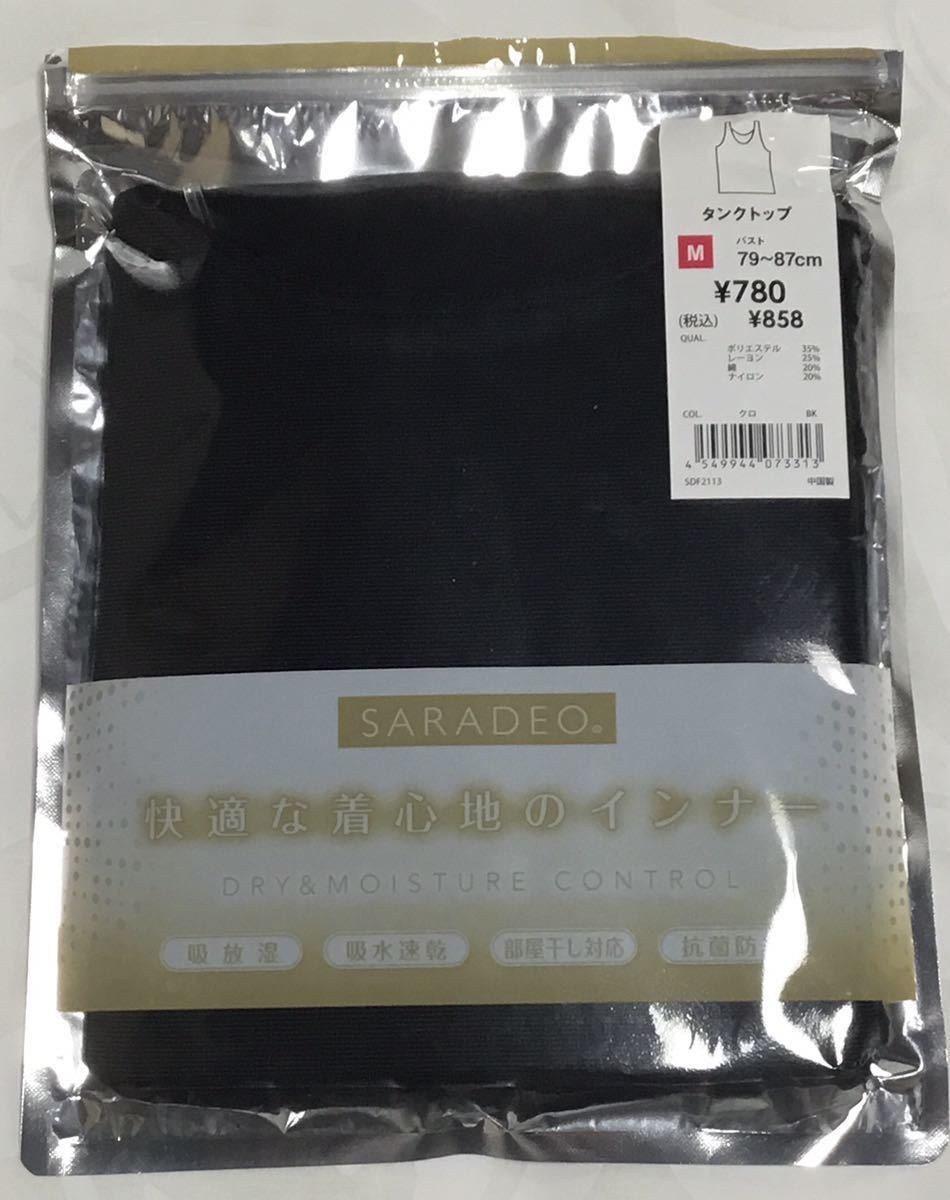 タンクトップ
M バスト
79~87cm
¥780
(税込) ¥858
QUAL.
ポリエステル 35%
レーヨン 25%
綿 20%
ナイロン 20%
COL. クロ BK
4 549944 073313
SDF2113 中国製
SARADEO®
快適な着心地のインナー
DRY&MOISTURE CONTROL
吸放湿 吸水速乾 部屋干し対応 抗菌防